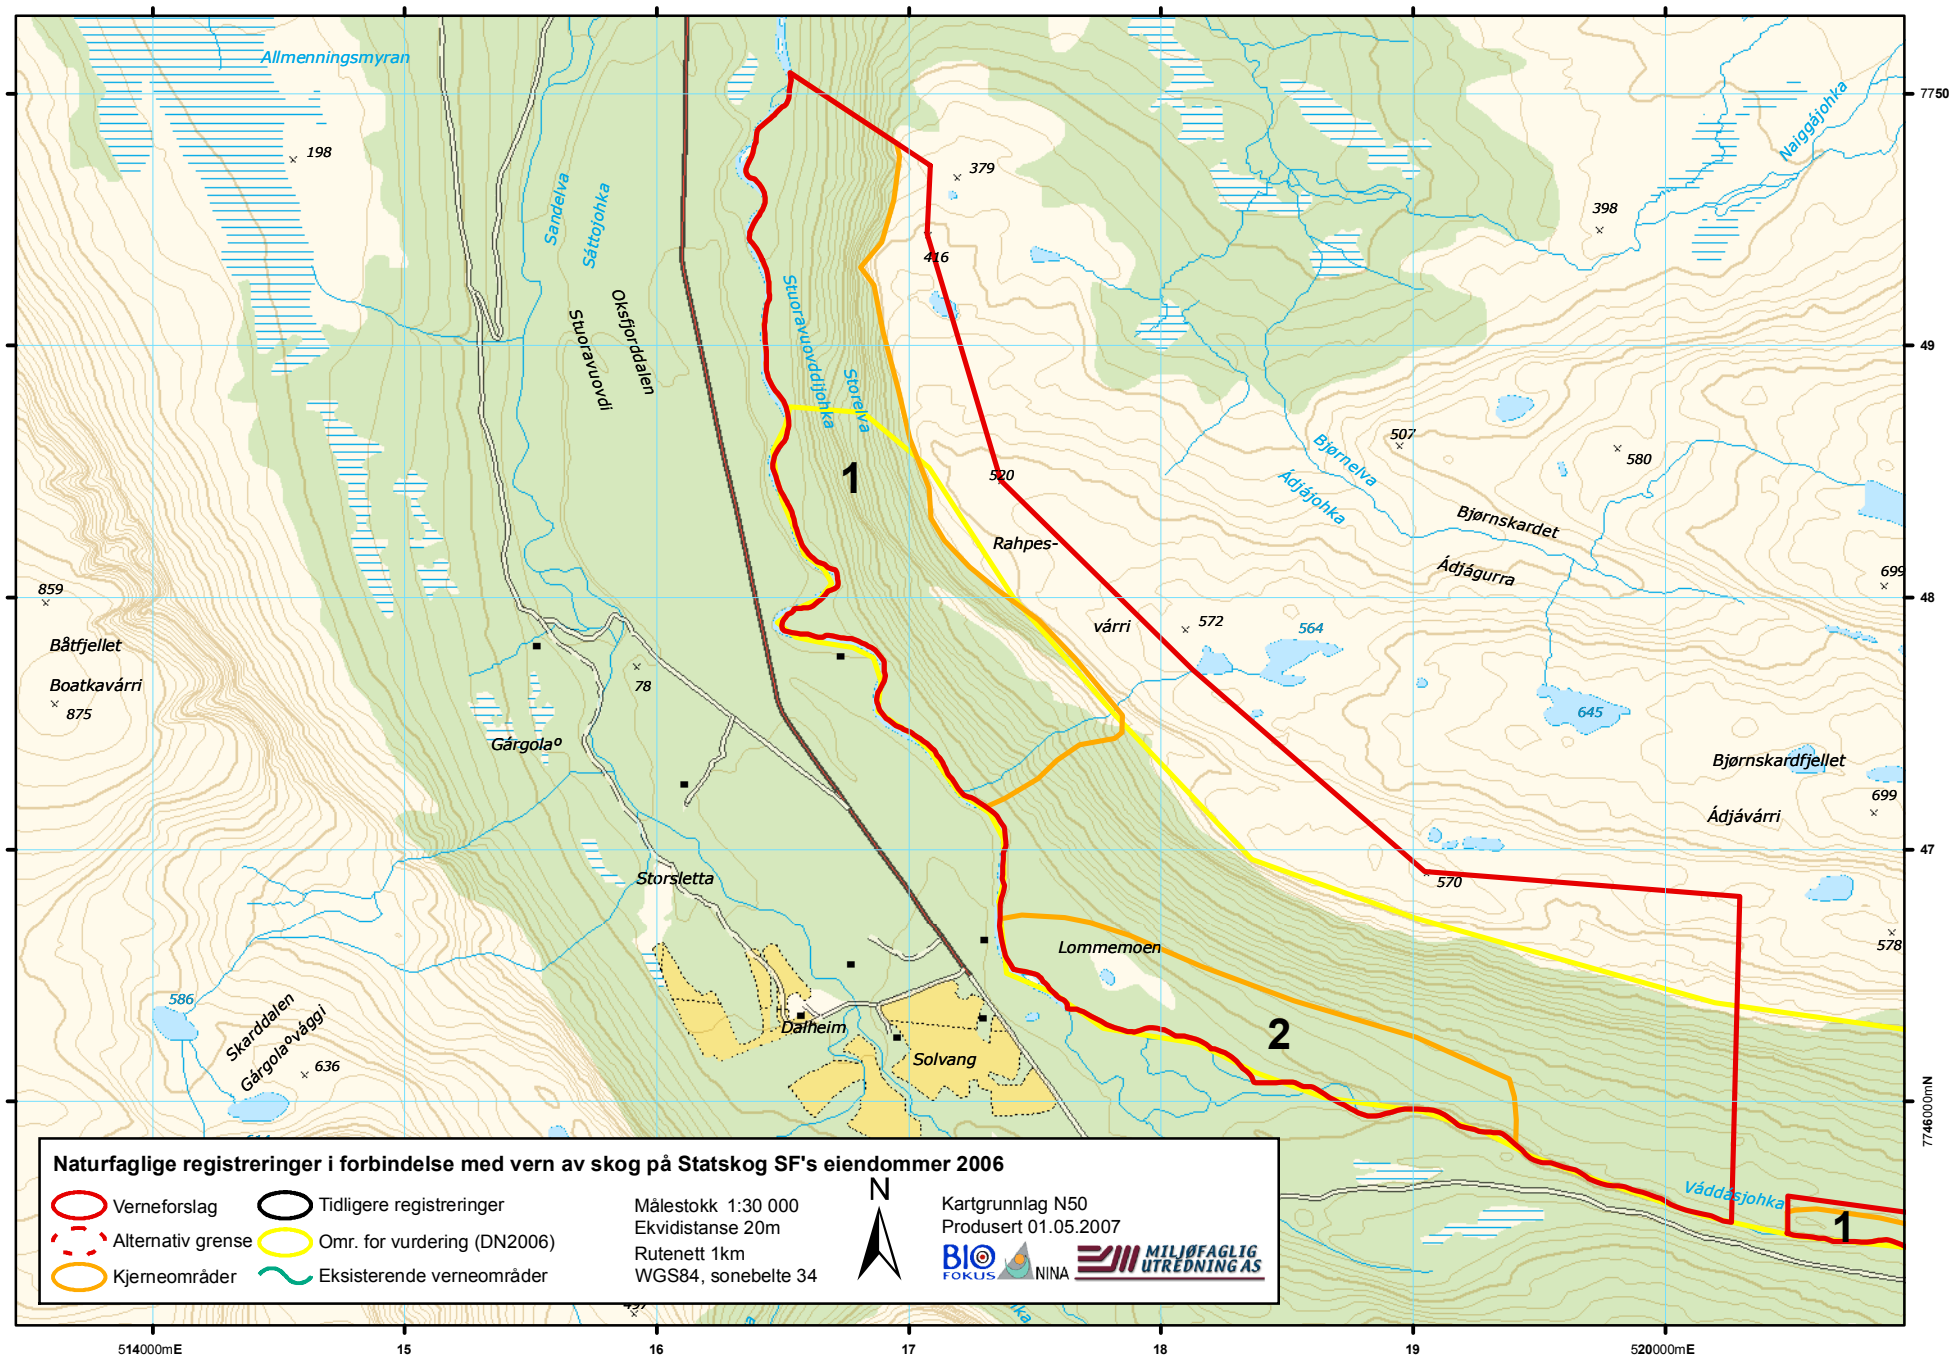 Allmenningsmyran
7750
198
379
Naiggájohka
398
Sandelva
Sáttojohka
416
Stuoravuovddijohka
Storelva
Oksfjorddalen
Stuoravuovdi
49
507
580
Bjørnelva
Ádjájohka
1
520
Bjørnskardet
Rahpes-
Ádjágurra
699
48
859
várri
572
564
Båtfjellet
Boatkavárri
875
78
645
Gárgolaº
Bjørnskardfjellet
699
Ádjávárri
47
Storsletta
570
Lommemoen
578
586
Skarddalen
Gárgolaºvággi
Dalheim
2
Solvang
636
7746000mN
Váddásjohka
1
Naturfaglige registreringer i forbindelse med vern av skog på Statskog SF's eiendommer 2006
Verneforslag
Alternativ grense
Kjerneområder
Tidligere registreringer
Omr. for vurdering (DN2006)
Eksisterende verneområder
Målestokk 1:30 000
Ekvidistanse 20m
Rutenett 1km
WGS84, sonebelte 34
N
Kartgrunnlag N50
Produsert 01.05.2007
BIO
FOKUS
NINA
MILJØFAGLIG
UTREDNING AS
514000mE
15
16
17
18
19
520000mE